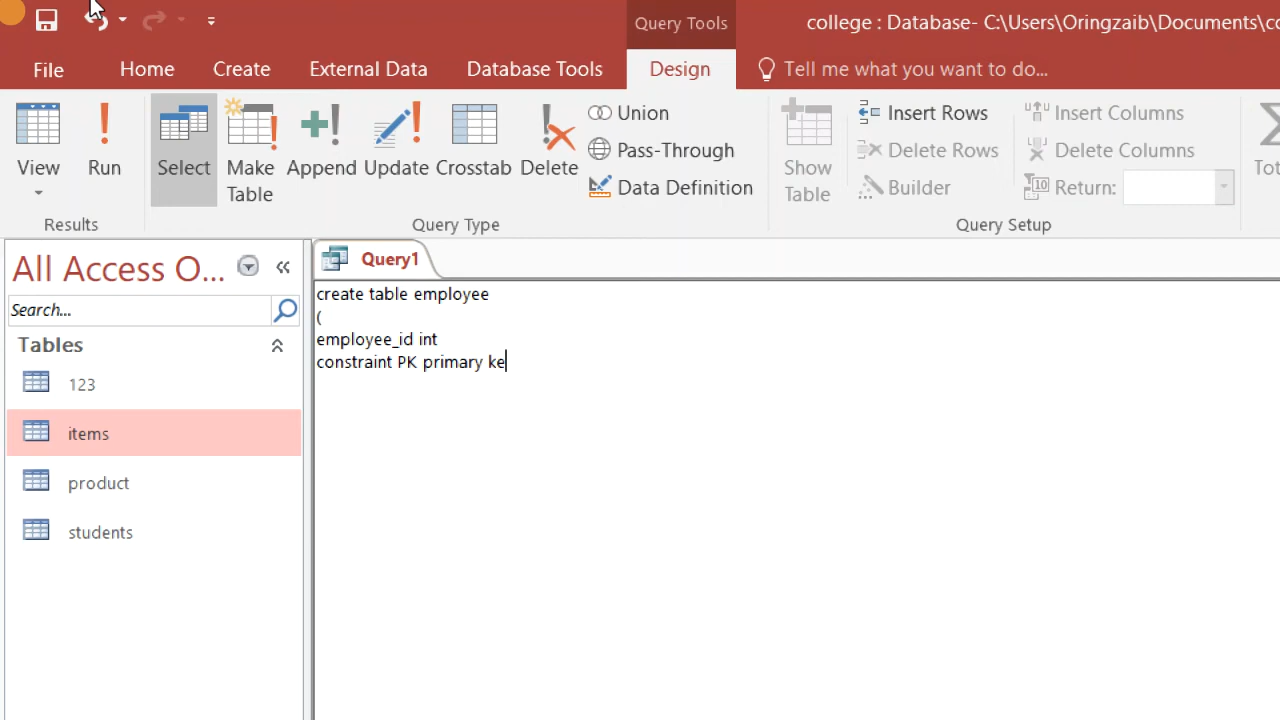 Query Tools
college : Database- C:\Users\Oringzaib\Documents\co
File
Home
Create
External Data
Database Tools
Design
Tell me what you want to do...
View
Run
Select
Make
Table
Append
Update
Crosstab
Delete
Union
Pass-Through
Data Definition
Show
Table
Insert Rows
Delete Rows
Builder
Insert Columns
Delete Columns
Return:
Results
Query Type
Query Setup
All Access O...
Search...
Tables
123
items
product
students
Query1
create table employee
(
employee_id int
constraint PK primary ke